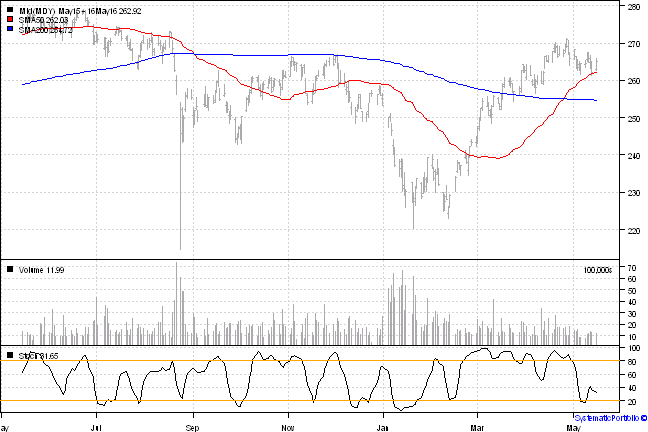 Mid(MDY) May15 - 16May16 262.92
SMA50 262.03
SMA200
280
270
260
250
240
230
220
Volume 11.99
100,000s
70
60
50
40
30
20
10
Stoch 31.65
100
80
60
40
20
ay Jul Sep Nov Jan Mar May
SystematicPortfolio ©